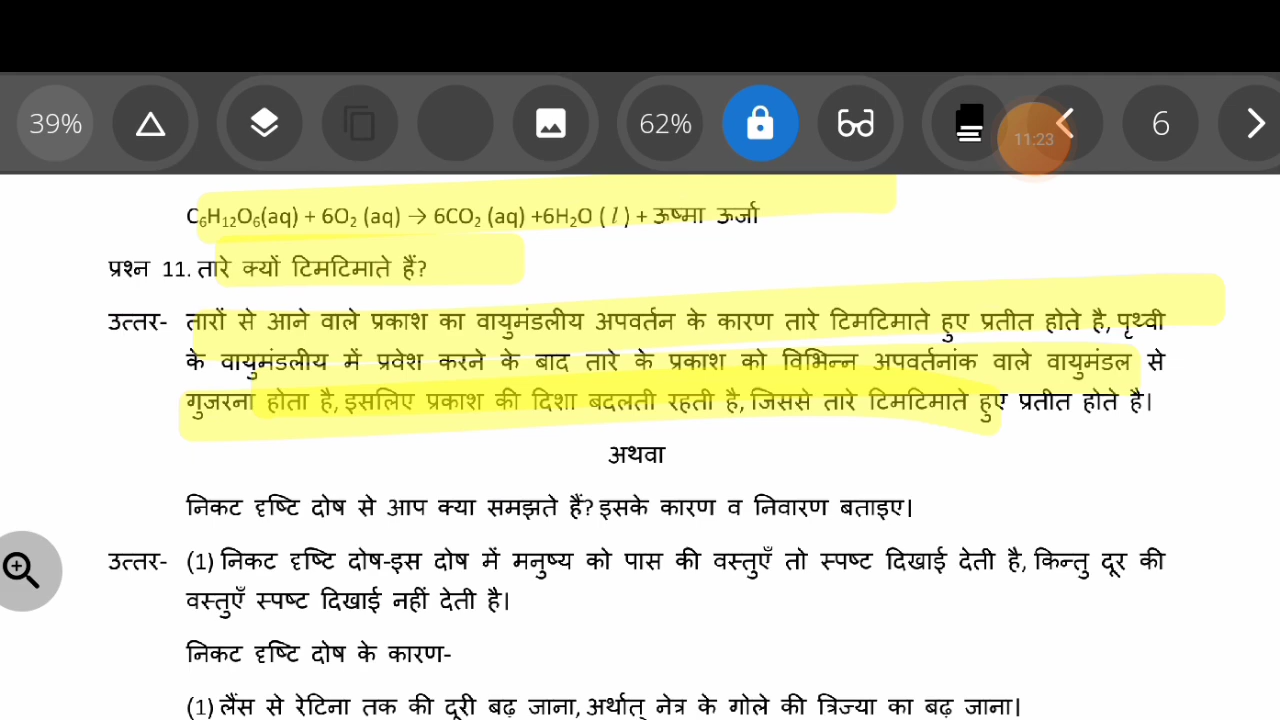 39%
62%
11:23
6
C₆H₁₂O₆(aq) + 6O₂ (aq) → 6CO₂ (aq) +6H₂O ( l ) + ऊष्मा ऊर्जा
प्रश्न 11. तारे क्यों टिमटिमाते हैं?
उत्तर- तारों से आने वाले प्रकाश का वायुमंडलीय अपवर्तन के कारण तारे टिमटिमाते हुए प्रतीत होते है, पृथ्वी
के वायुमंडलीय में प्रवेश करने के बाद तारे के प्रकाश को विभिन्न अपवर्तनांक वाले वायुमंडल से
गुजरना होता है, इसलिए प्रकाश की दिशा बदलती रहती है, जिससे तारे टिमटिमाते हुए प्रतीत होते है।
अथवा
निकट दृष्टि दोष से आप क्या समझते हैं? इसके कारण व निवारण बताइए।
उत्तर- (1) निकट दृष्टि दोष-इस दोष में मनुष्य को पास की वस्तुएँ तो स्पष्ट दिखाई देती है, किन्तु दूर की
वस्तुएँ स्पष्ट दिखाई नहीं देती है।
निकट दृष्टि दोष के कारण-
(1) लैंस से रेटिना तक की दूरी बढ़ जाना, अर्थात् नेत्र के गोले की त्रिज्या का बढ़ जाना।